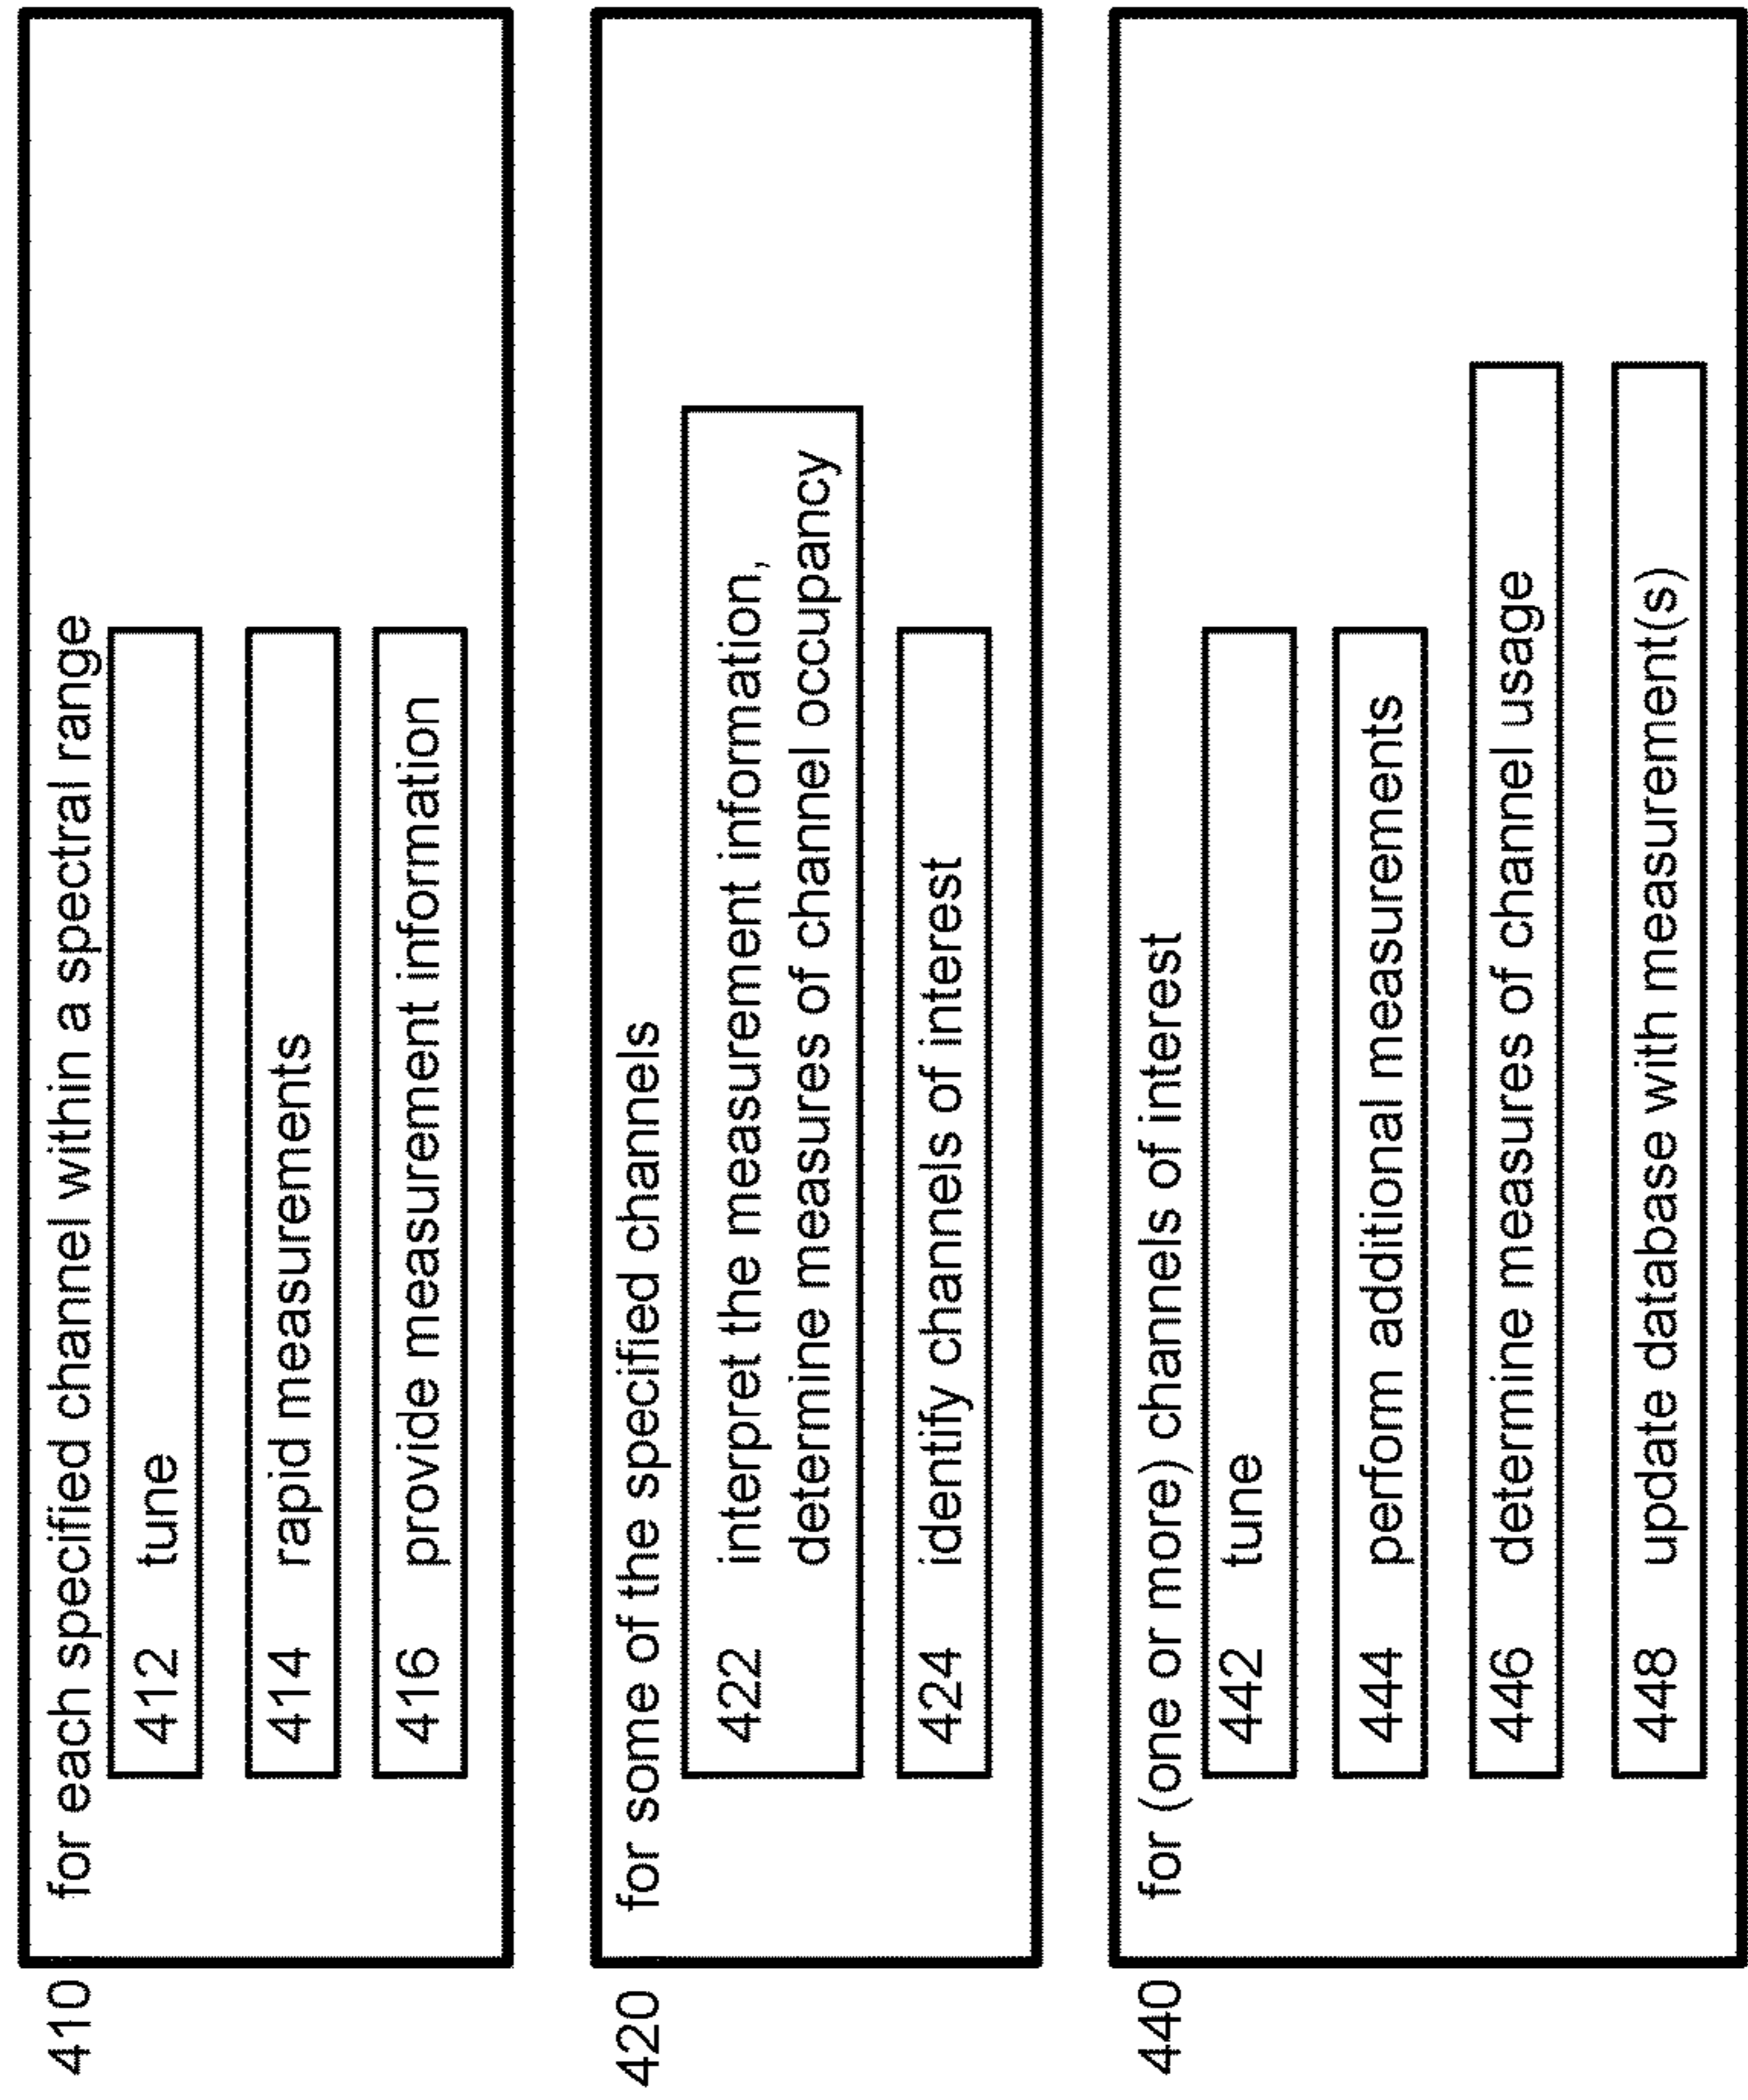 410 for each specified channel within a spectral range
412 tune
414 rapid measurements
416 provide measurement information
420 for some of the specified channels
422 interpret the measurement information,
determine measures of channel occupancy
424 identify channels of interest
440 for (one or more) channels of interest
442 tune
444 perform additional measurements
446 determine measures of channel usage
448 update database with measurement(s)